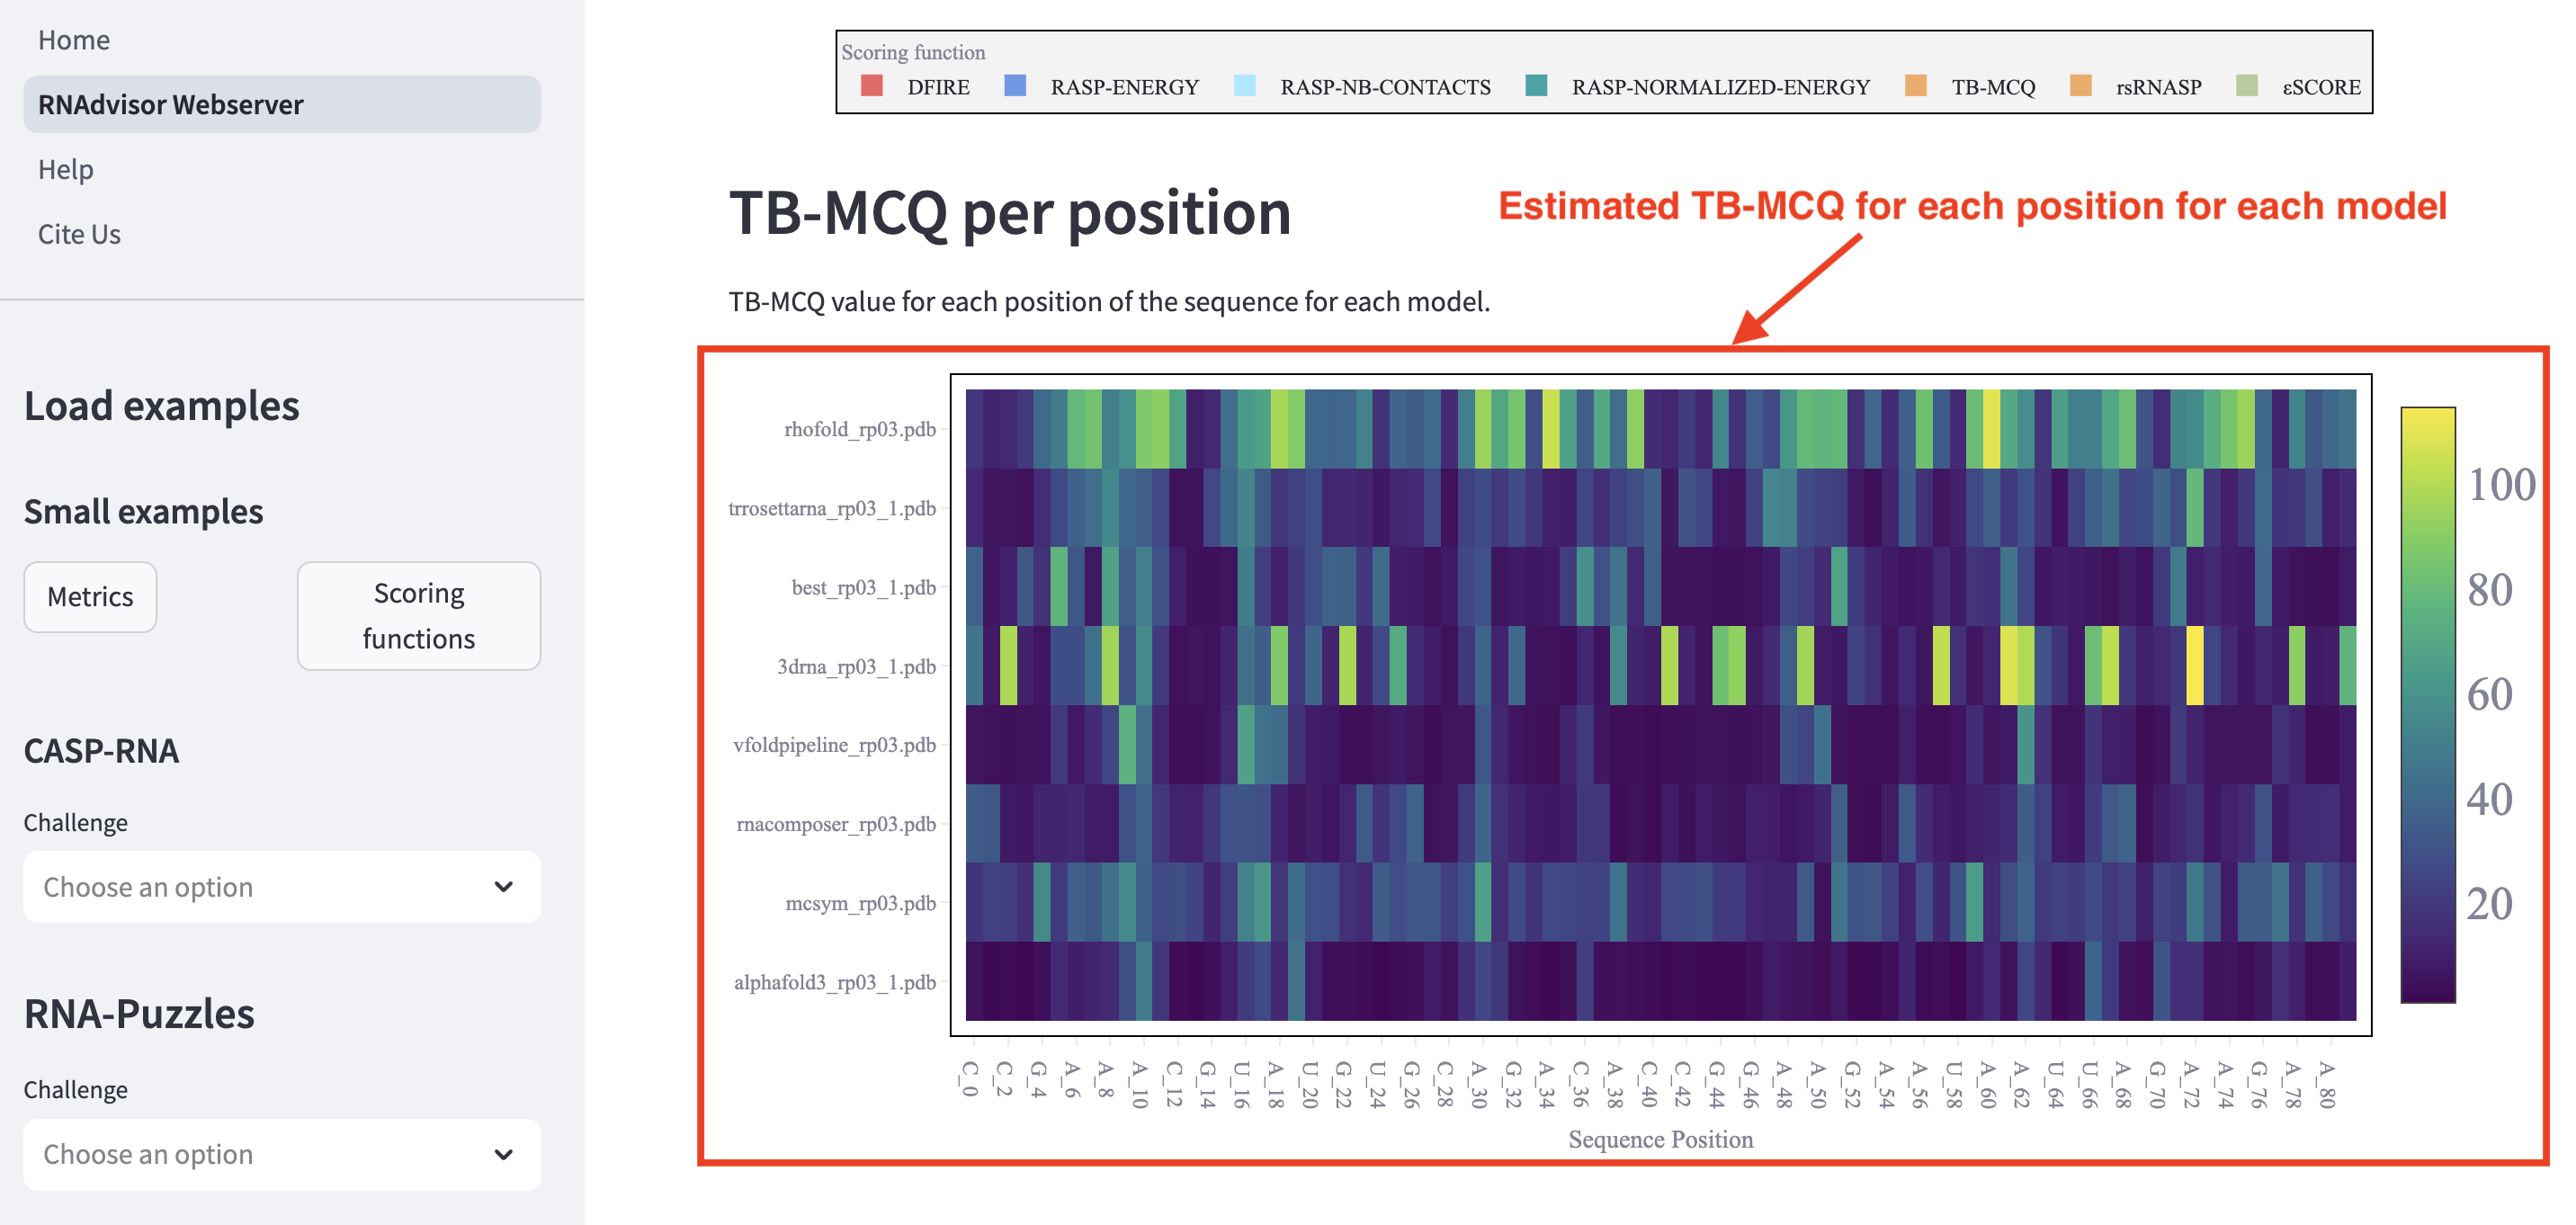 Home
RNAdvisor Webserver
Help
Cite Us
Load examples
Small examples
Metrics
Scoring
functions
CASP-RNA
Challenge
Choose an option
RNA-Puzzles
Challenge
Choose an option
Scoring function
DFIRE RASP-ENERGY RASP-NB-CONTACTS RASP-NORMALIZED-ENERGY TB-MCQ rsRNASP εSCORE
TB-MCQ per position
Estimated TB-MCQ for each position for each model
TB-MCQ value for each position of the sequence for each model.
rhofold_rp03.pdb
trrosettarna_rp03_1.pdb
best_rp03_1.pdb
3drna_rp03_1.pdb
vfoldpipeline_rp03.pdb
rnacomposer_rp03.pdb
mcsym_rp03.pdb
alphafold3_rp03_1.pdb
100
80
60
40
20
C_0 C_2 G_4 A_6 A_8 A_10 C_12 G_14 U_16 A_18 U_20 G_22 U_24 G_26 C_28 A_30 G_32 A_34 C_36 A_38 C_40 C_42 G_44 G_46 A_48 A_50 G_52 A_54 A_56 U_58 A_60 A_62 U_64 U_66 A_68 G_70 A_72 A_74 G_76 A_78 A_80
Sequence Position